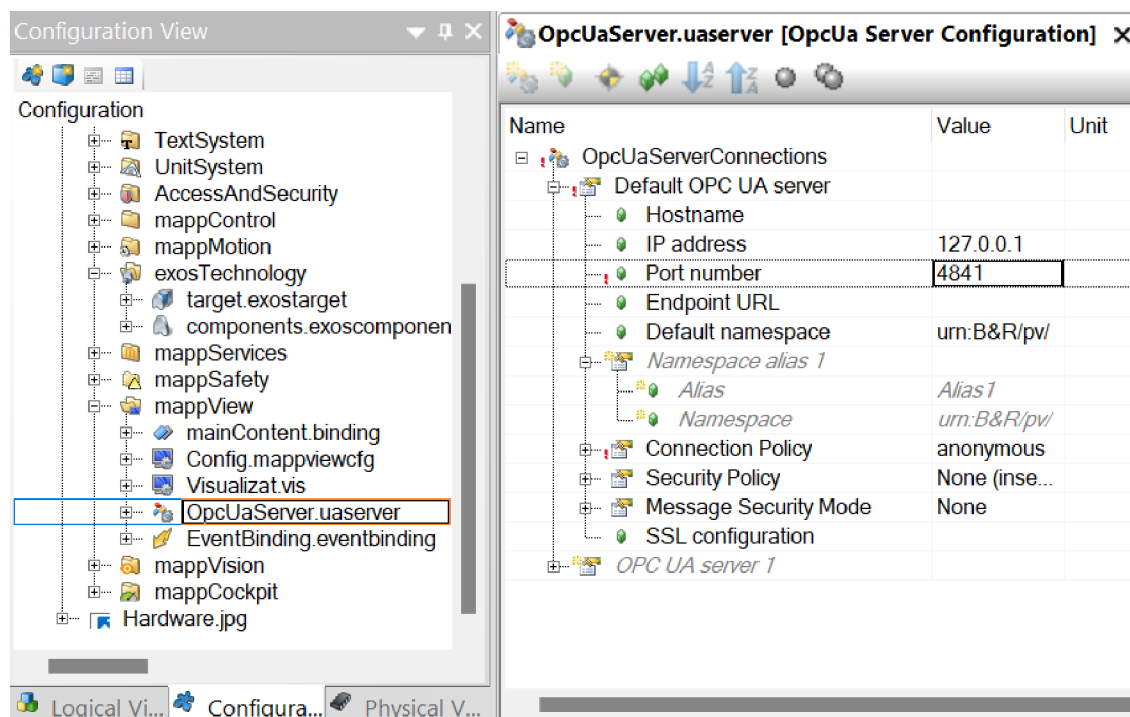 Configuration View
Configuration
TextSystem
UnitSystem
AccessAndSecurity
mappControl
mappMotion
exosTechnology
target.exostarget
components.exoscomponen
mappServices
mappSafety
mappView
mainContent.binding
Config.mappviewcfg
Visualizat.vis
OpcUaServer.uaserver
EventBinding.eventbinding
mappVision
mappCockpit
Hardware.jpg
Logical Vi... Configura... Physical V...
OpcUaServer.uaserver [OpcUa Server Configuration]
Name Value Unit
OpcUaServerConnections
Default OPC UA server
Hostname
IP address 127.0.0.1
Port number 4841
Endpoint URL
Default namespace urn:B&R/pv/
Namespace alias 1
Alias Alias1
Namespace urn:B&R/pv/
Connection Policy anonymous
Security Policy None (inse...
Message Security Mode None
SSL configuration
OPC UA server 1